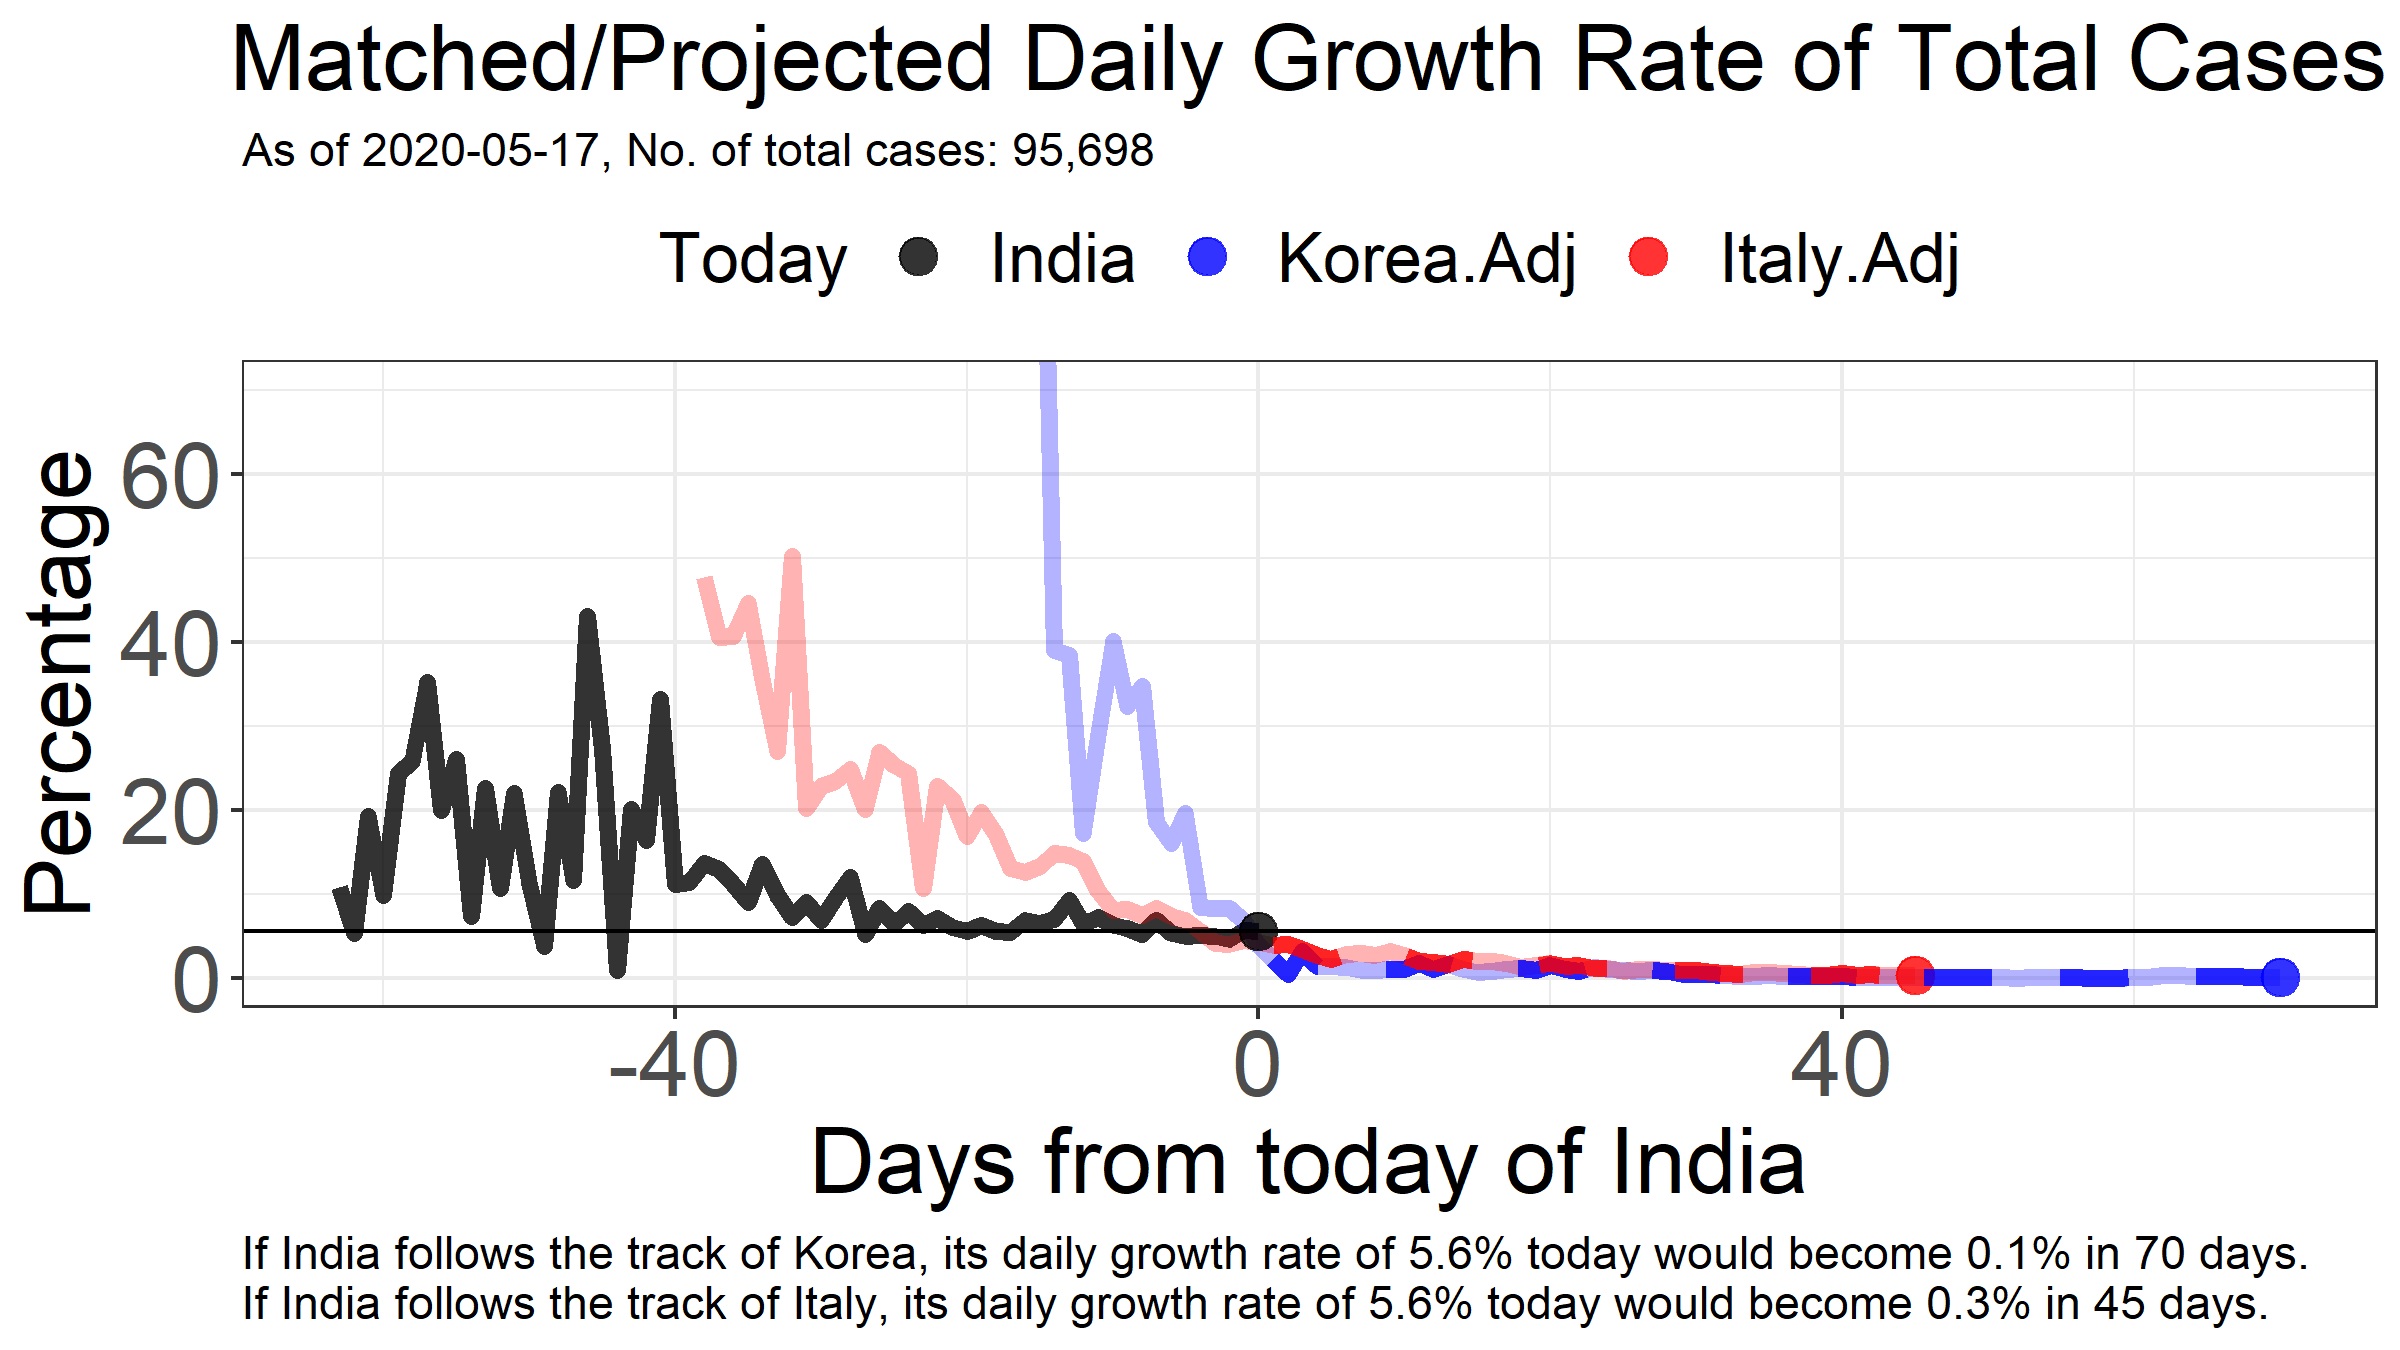 Matched/Projected Daily Growth Rate of Total Cases
As of 2020-05-17, No. of total cases: 95,698
Today India Korea.Adj Italy.Adj
Percentage
60
40
20
0
-40 0 40
Days from today of India
If India follows the track of Korea, its daily growth rate of 5.6% today would become 0.1% in 70 days.
If India follows the track of Italy, its daily growth rate of 5.6% today would become 0.3% in 45 days.